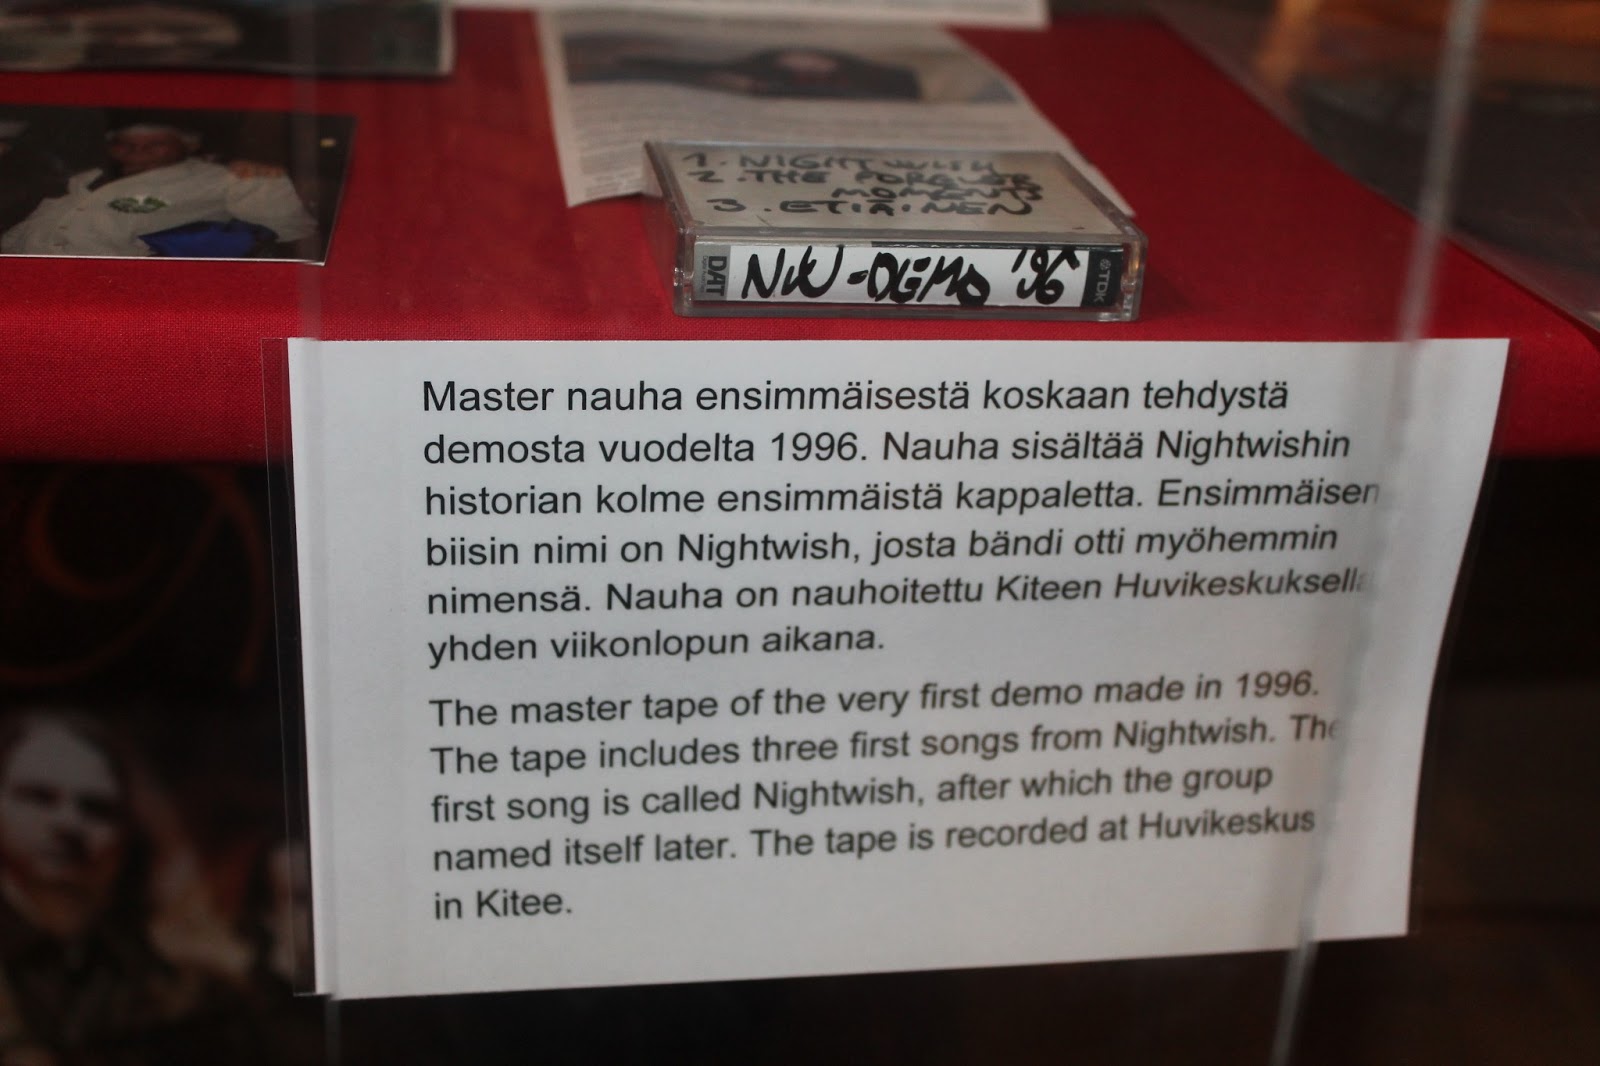 1. NIGHTWISH
2. THE FOREVER
MOMENTS
3. ETIÄINEN
DAT
NW-DEMO '96
TDK
Master nauha ensimmäisestä koskaan tehdystä
demosta vuodelta 1996. Nauha sisältää Nightwishin
historian kolme ensimmäistä kappaletta. Ensimmäisen
biisin nimi on Nightwish, josta bändi otti myöhemmin
nimensä. Nauha on nauhoitettu Kiteen Huvikeskuksella
yhden viikonlopun aikana.
The master tape of the very first demo made in 1996.
The tape includes three first songs from Nightwish. The
first song is called Nightwish, after which the group
named itself later. The tape is recorded at Huvikeskus
in Kitee.